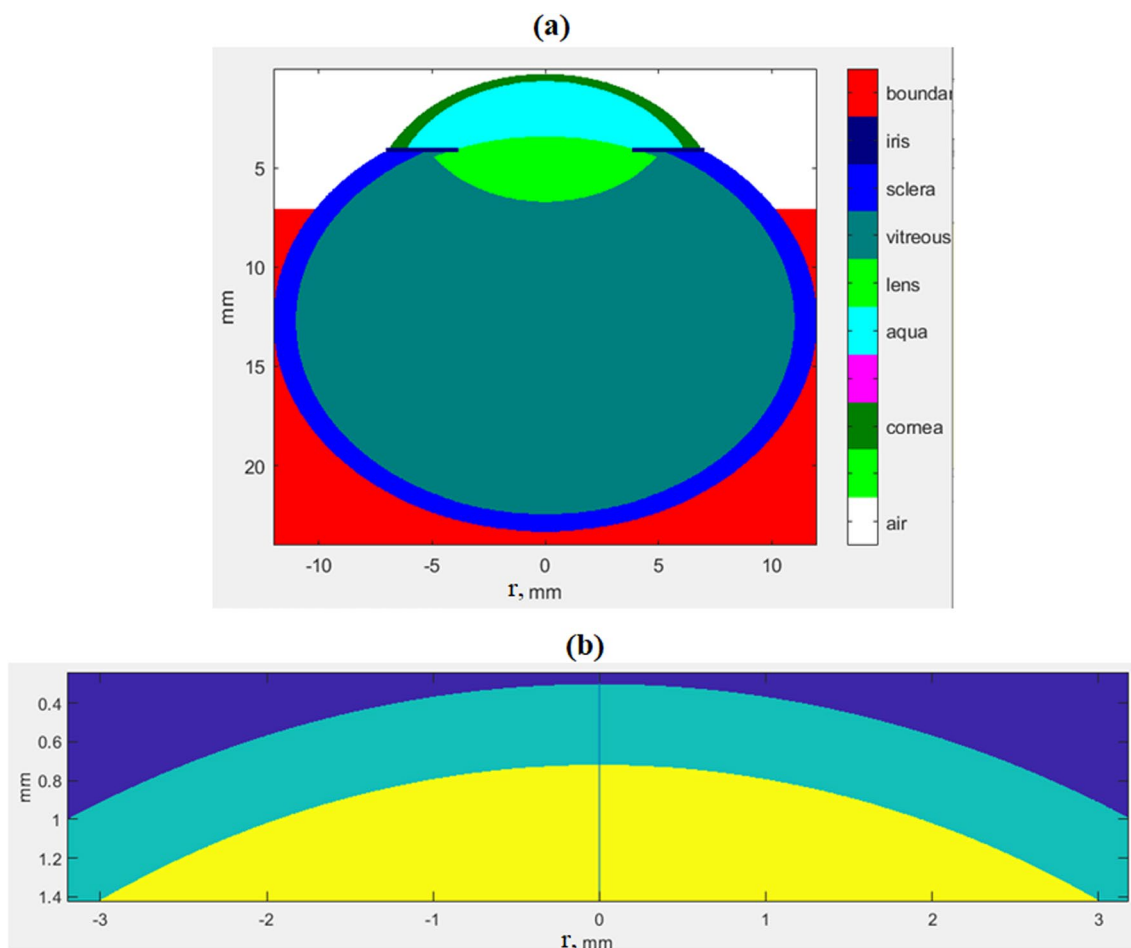 (a)
boundar
iris
sclera
vitreous
lens
aqua
cornea
air
5
10
15
20
mm
-10 -5 0 5 10
r, mm
(b)
0.4
0.6
0.8
1
1.2
1.4
mm
-3 -2 -1 0 1 2 3
r, mm